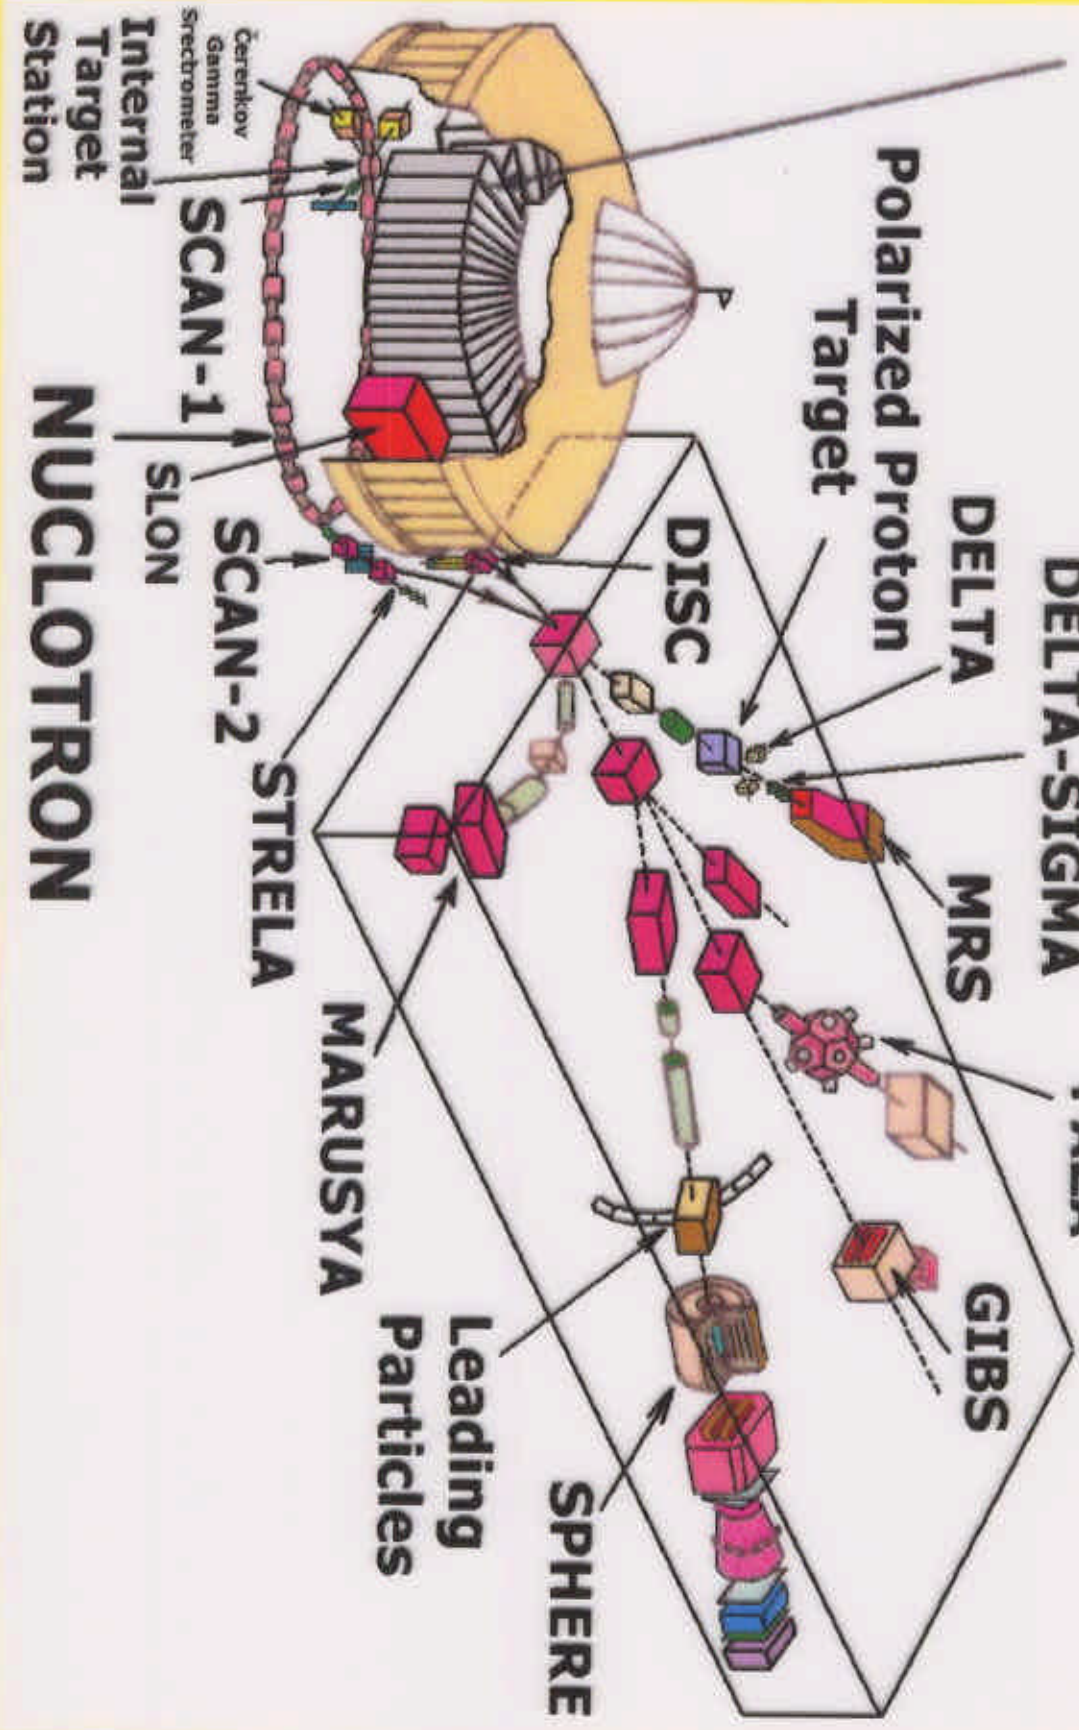 DELTA-SIGMA
DELTA
Polarized Proton
Target
MRS
GIBS
DISC
Čerenkov
Gamma
Srectrometer
Internal
Target
Station
SCAN-1
SLON
SCAN-2
STRELA
MARUSYA
Leading
Particles
SPHERE
NUCLOTRON